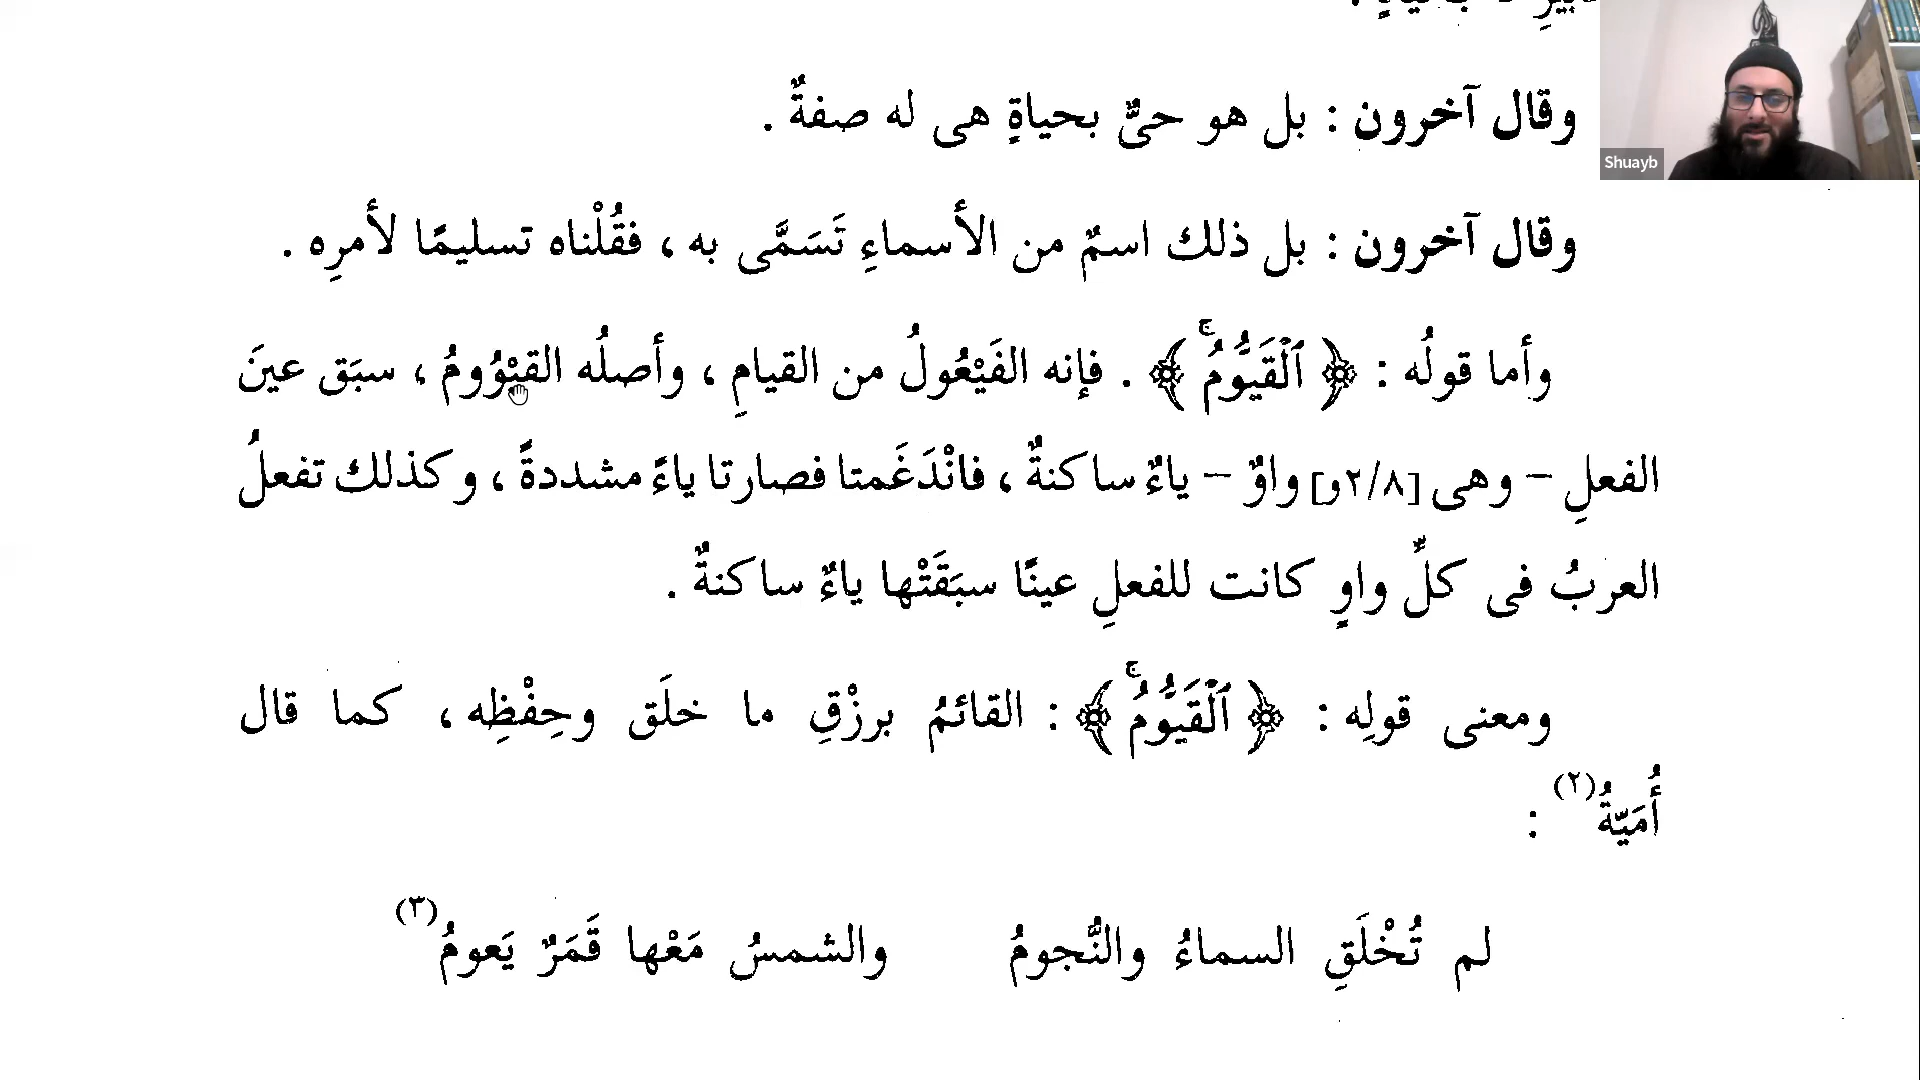 وقال آخرون : بل هو حىٌّ بحياةٍ هى له صفةٌ .
Shuayb
وقال آخرون : بل ذلك اسمٌ من الأسماءِ تَسَمَّى به ، فقُلْناه تسليمًا لأمرِه .
وأما قولُه : ﴿ ٱلْقَيُّومُۚ ﴾ . فإنه الفَيْعُولُ من القيامِ ، وأصلُه القَيْوُومُ ، سبَق عينَ
الفعلِ – وهى [٢/٨و] واوٌ – ياءٌ ساكنةٌ ، فانْدَغَمتا فصارتا ياءً مشددةً ، وكذلك تفعلُ
العربُ فى كلِّ واوٍ كانت للفعلِ عينًا سبَقَتْها ياءٌ ساكنةٌ .
ومعنى قولِه : ﴿ ٱلْقَيُّومُۚ ﴾ : القائمُ برزْقِ ما خلَق وحِفْظِه ، كما قال
أُمَيّةُ(٢) :
لم تُخْلَقِ السماءُ والنُّجومُ والشمسُ مَعْها قَمَرٌ يَعومُ(٣)